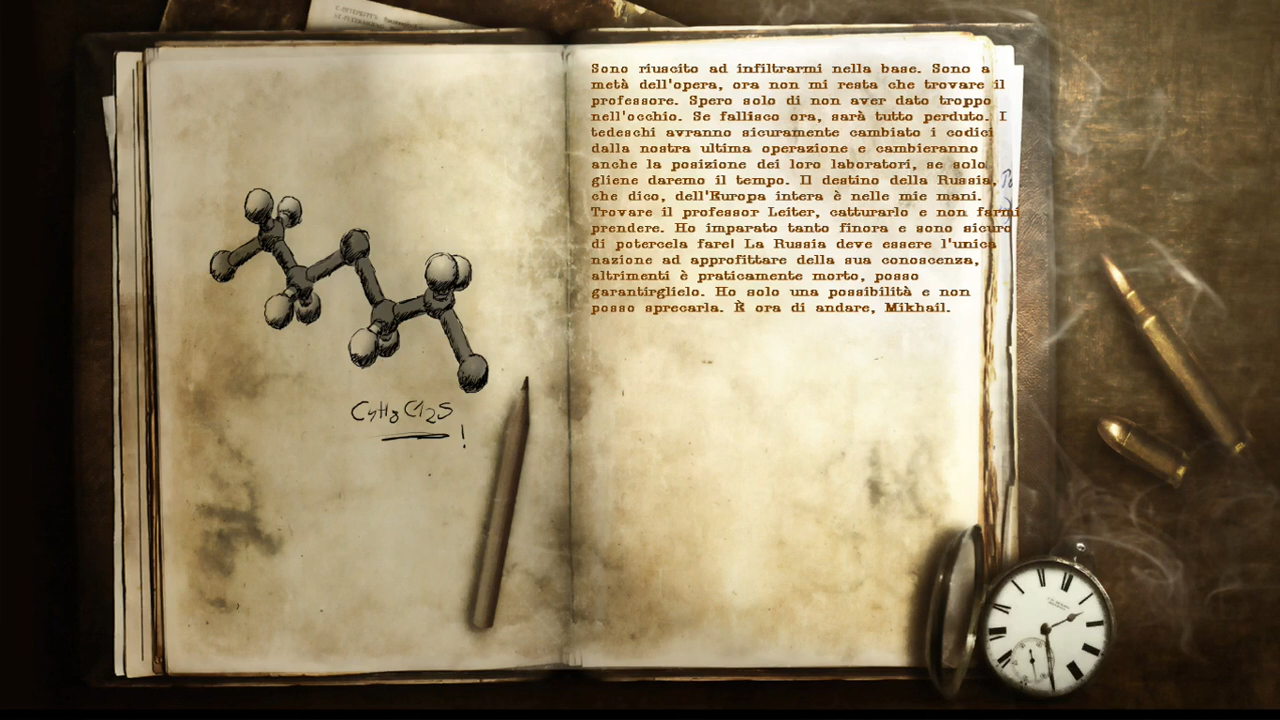 C4H8Cl2S
!
Sono riuscito ad infiltrarmi nella base. Sono a
metà dell'opera, ora non mi resta che trovare il
professore. Spero solo di non aver dato troppo
nell'occhio. Se fallisco ora, sarà tutto perduto. I
tedeschi avranno sicuramente cambiato i codici
dalla nostra ultima operazione e cambieranno
anche la posizione dei loro laboratori, se solo
gliene daremo il tempo. Il destino della Russia,
che dico, dell'Europa intera è nelle mie mani.
Trovare il professor Leiter, catturarlo e non farmi
prendere. Ho imparato tanto finora e sono sicuro
di potercela fare! La Russia deve essere l'unica
nazione ad approfittare della sua conoscenza,
altrimenti è praticamente morto, posso
garantirglielo. Ho solo una possibilità e non
posso sprecarla. È ora di andare, Mikhail.